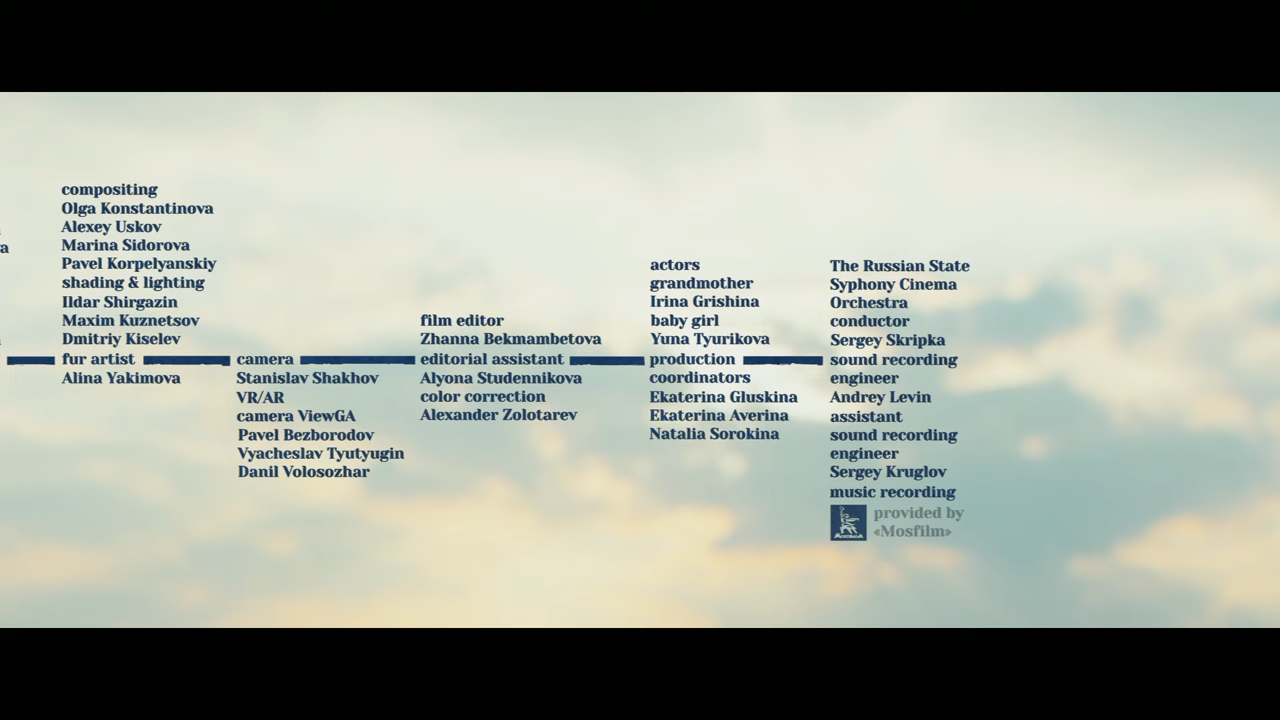 compositing
Olga Konstantinova
Alexey Uskov
Marina Sidorova
Pavel Korpelyanskiy
shading & lighting
Ildar Shirgazin
Maxim Kuznetsov
Dmitriy Kiselev
fur artist
Alina Yakimova
camera
Stanislav Shakhov
VR/AR
camera ViewGA
Pavel Bezborodov
Vyacheslav Tyutyugin
Danil Volosozhar
film editor
Zhanna Bekmambetova
editorial assistant
Alyona Studennikova
color correction
Alexander Zolotarev
actors
grandmother
Irina Grishina
baby girl
Yuna Tyurikova
production
coordinators
Ekaterina Gluskina
Ekaterina Averina
Natalia Sorokina
The Russian State
Syphony Cinema
Orchestra
conductor
Sergey Skripka
sound recording
engineer
Andrey Levin
assistant
sound recording
engineer
Sergey Kruglov
music recording
provided by
«Mosfilm»